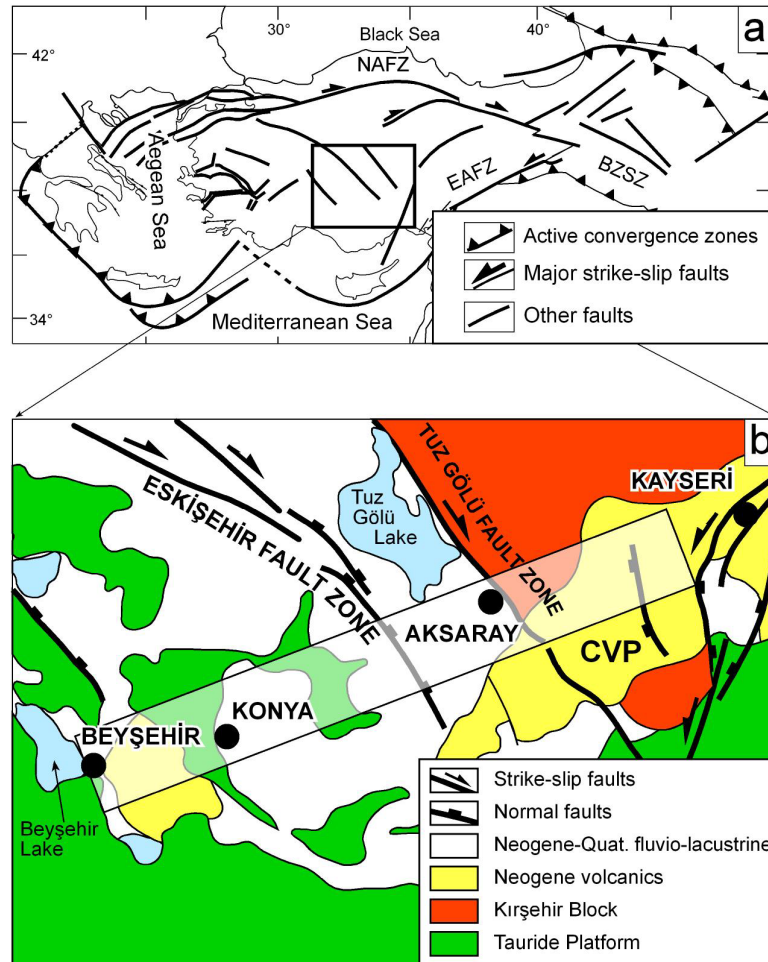 a
30°
40°
42°
34°
Black Sea
NAFZ
Aegean Sea
EAFZ
BZSZ
Mediterranean Sea
Active convergence zones
Major strike-slip faults
Other faults
b
TUZ GÖLÜ FAULT ZONE
KAYSERİ
ESKİŞEHİR FAULT ZONE
Tuz
Gölü
Lake
AKSARAY
CVP
KONYA
BEYŞEHİR
Beyşehir
Lake
Strike-slip faults
Normal faults
Neogene-Quat. fluvio-lacustrine
Neogene volcanics
Kırşehir Block
Tauride Platform